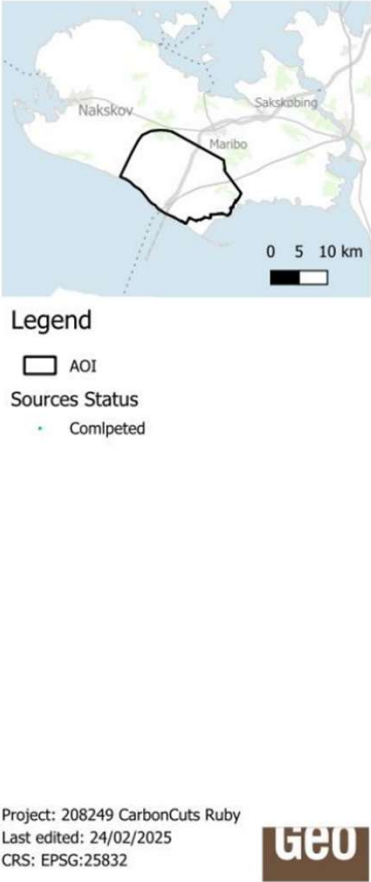 Nakskov
Sakskøbing
Maribo
0 5 10 km
Legend
AOI
Sources Status
Comlpeted
Project: 208249 CarbonCuts Ruby
Last edited: 24/02/2025
CRS: EPSG:25832
Geo